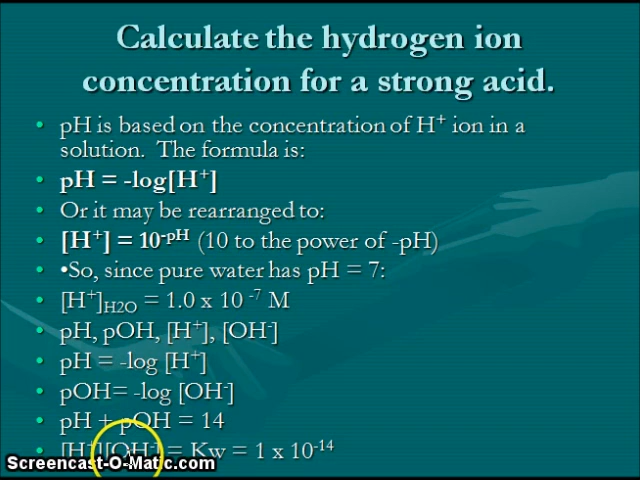 Calculate the hydrogen ion
concentration for a strong acid.
• pH is based on the concentration of H⁺ ion in a
solution. The formula is:
• pH = -log[H⁺]
• Or it may be rearranged to:
• [H⁺] = 10⁻ᵖᴴ (10 to the power of -pH)
• •So, since pure water has pH = 7:
• [H⁺]H2O = 1.0 x 10 ⁻⁷ M
• pH, pOH, [H⁺], [OH⁻]
• pH = -log [H⁺]
• pOH= -log [OH⁻]
• pH + pOH = 14
• [H⁺][OH⁻] = Kw = 1 x 10⁻¹⁴
Screencast-O-Matic.com